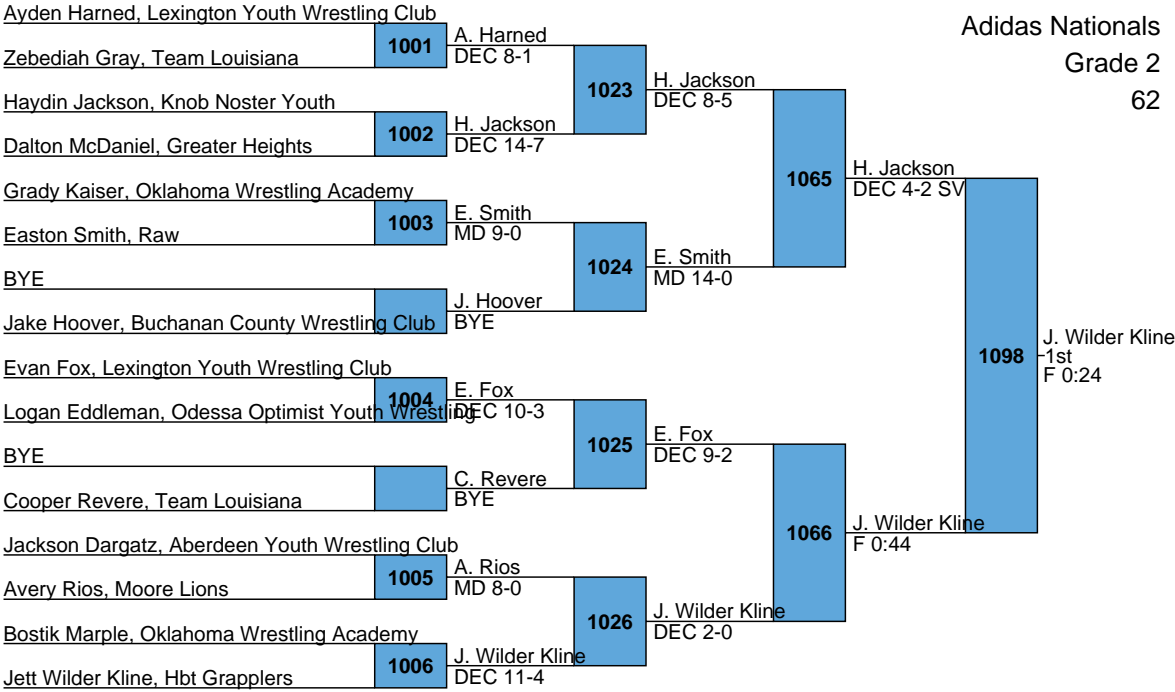 Ayden Harned, Lexington Youth Wrestling Club
Adidas Nationals
Grade 2
62
1001
A. Harned
DEC 8-1
Zebediah Gray, Team Louisiana
1023
H. Jackson
DEC 8-5
Haydin Jackson, Knob Noster Youth
1002
H. Jackson
DEC 14-7
Dalton McDaniel, Greater Heights
1065
H. Jackson
DEC 4-2 SV
Grady Kaiser, Oklahoma Wrestling Academy
1003
E. Smith
MD 9-0
Easton Smith, Raw
1024
E. Smith
MD 14-0
BYE
J. Hoover
BYE
Jake Hoover, Buchanan County Wrestling Club
1098
J. Wilder Kline
1st
F 0:24
Evan Fox, Lexington Youth Wrestling Club
1004
E. Fox
DEC 10-3
Logan Eddleman, Odessa Optimist Youth Wrestling
1025
E. Fox
DEC 9-2
BYE
C. Revere
BYE
Cooper Revere, Team Louisiana
1066
J. Wilder Kline
F 0:44
Jackson Dargatz, Aberdeen Youth Wrestling Club
1005
A. Rios
MD 8-0
Avery Rios, Moore Lions
1026
J. Wilder Kline
DEC 2-0
Bostik Marple, Oklahoma Wrestling Academy
1006
J. Wilder Kline
DEC 11-4
Jett Wilder Kline, Hbt Grapplers